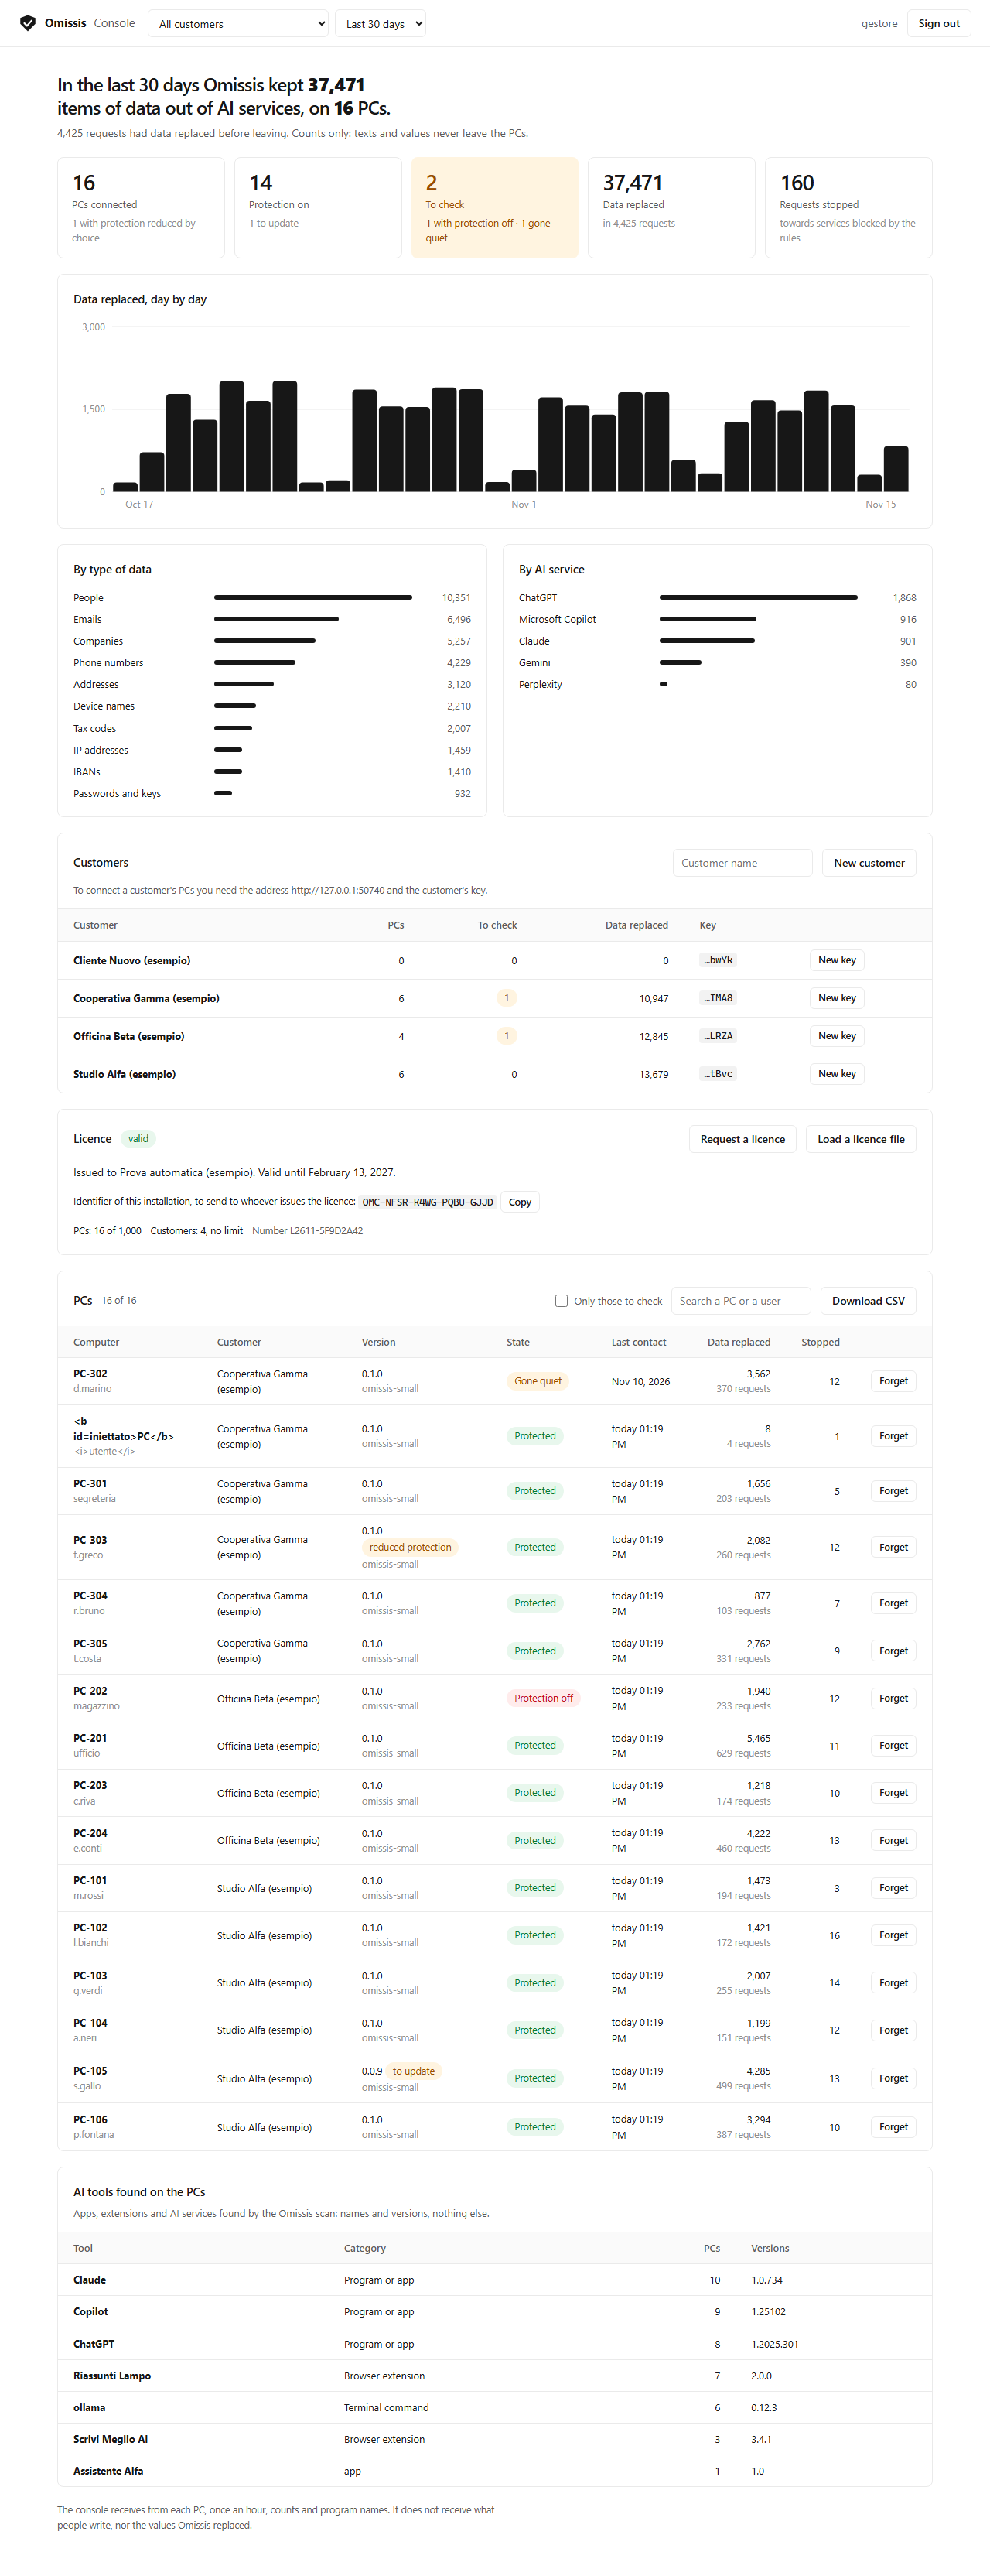 Omissis Console All customers Last 30 days gestore Sign out
In the last 30 days Omissis kept 37,471
items of data out of AI services, on 16 PCs.
4,425 requests had data replaced before leaving. Counts only: texts and values never leave the PCs.
16
PCs connected
1 with protection reduced by
choice
14
Protection on
1 to update
2
To check
1 with protection off · 1 gone
quiet
37,471
Data replaced
in 4,425 requests
160
Requests stopped
towards services blocked by the
rules
Data replaced, day by day
3,000
1,500
0
Oct 17 Nov 1 Nov 15
By type of data
People 10,351
Emails 6,496
Companies 5,257
Phone numbers 4,229
Addresses 3,120
Device names 2,210
Tax codes 2,007
IP addresses 1,459
IBANs 1,410
Passwords and keys 932
By AI service
ChatGPT 1,868
Microsoft Copilot 916
Claude 901
Gemini 390
Perplexity 80
Customers Customer name New customer
To connect a customer's PCs you need the address http://127.0.0.1:50740 and the customer's key.
Customer PCs To check Data replaced Key
Cliente Nuovo (esempio) 0 0 0 …bwYk New key
Cooperativa Gamma (esempio) 6 1 10,947 …IMA8 New key
Officina Beta (esempio) 4 1 12,845 …LRZA New key
Studio Alfa (esempio) 6 0 13,679 …tBvc New key
Licence valid Request a licence Load a licence file
Issued to Prova automatica (esempio). Valid until February 13, 2027.
Identifier of this installation, to send to whoever issues the licence: OMC-NFSR-K4WG-PQBU-GJJD Copy
PCs: 16 of 1,000 Customers: 4, no limit Number L2611-5F9D2A42
PCs 16 of 16 Only those to check Search a PC or a user Download CSV
Computer Customer Version State Last contact Data replaced Stopped
PC-302 Cooperativa Gamma 0.1.0 Gone quiet Nov 10, 2026 3,562 12 Forget
d.marino (esempio) omissis-small 370 requests
<b
id=iniettato>PC</b> Cooperativa Gamma 0.1.0 Protected today 01:19 8 1 Forget
<i>utente</i> (esempio) omissis-small PM 4 requests
PC-301 Cooperativa Gamma 0.1.0 Protected today 01:19 1,656 5 Forget
segreteria (esempio) omissis-small PM 203 requests
PC-303 Cooperativa Gamma 0.1.0 Protected today 01:19 2,082 12 Forget
f.greco (esempio) reduced protection PM 260 requests
omissis-small
PC-304 Cooperativa Gamma 0.1.0 Protected today 01:19 877 7 Forget
r.bruno (esempio) omissis-small PM 103 requests
PC-305 Cooperativa Gamma 0.1.0 Protected today 01:19 2,762 9 Forget
t.costa (esempio) omissis-small PM 331 requests
PC-202 Officina Beta (esempio) 0.1.0 Protection off today 01:19 1,940 12 Forget
magazzino omissis-small PM 233 requests
PC-201 Officina Beta (esempio) 0.1.0 Protected today 01:19 5,465 11 Forget
ufficio omissis-small PM 629 requests
PC-203 Officina Beta (esempio) 0.1.0 Protected today 01:19 1,218 10 Forget
c.riva omissis-small PM 174 requests
PC-204 Officina Beta (esempio) 0.1.0 Protected today 01:19 4,222 13 Forget
e.conti omissis-small PM 460 requests
PC-101 Studio Alfa (esempio) 0.1.0 Protected today 01:19 1,473 3 Forget
m.rossi omissis-small PM 194 requests
PC-102 Studio Alfa (esempio) 0.1.0 Protected today 01:19 1,421 16 Forget
l.bianchi omissis-small PM 172 requests
PC-103 Studio Alfa (esempio) 0.1.0 Protected today 01:19 2,007 14 Forget
g.verdi omissis-small PM 255 requests
PC-104 Studio Alfa (esempio) 0.1.0 Protected today 01:19 1,199 12 Forget
a.neri omissis-small PM 151 requests
PC-105 Studio Alfa (esempio) 0.0.9 to update Protected today 01:19 4,285 13 Forget
s.gallo omissis-small PM 499 requests
PC-106 Studio Alfa (esempio) 0.1.0 Protected today 01:19 3,294 10 Forget
p.fontana omissis-small PM 387 requests
AI tools found on the PCs
Apps, extensions and AI services found by the Omissis scan: names and versions, nothing else.
Tool Category PCs Versions
Claude Program or app 10 1.0.734
Copilot Program or app 9 1.25102
ChatGPT Program or app 8 1.2025.301
Riassunti Lampo Browser extension 7 2.0.0
ollama Terminal command 6 0.12.3
Scrivi Meglio AI Browser extension 3 3.4.1
Assistente Alfa app 1 1.0
The console receives from each PC, once an hour, counts and program names. It does not receive what
people write, nor the values Omissis replaced.